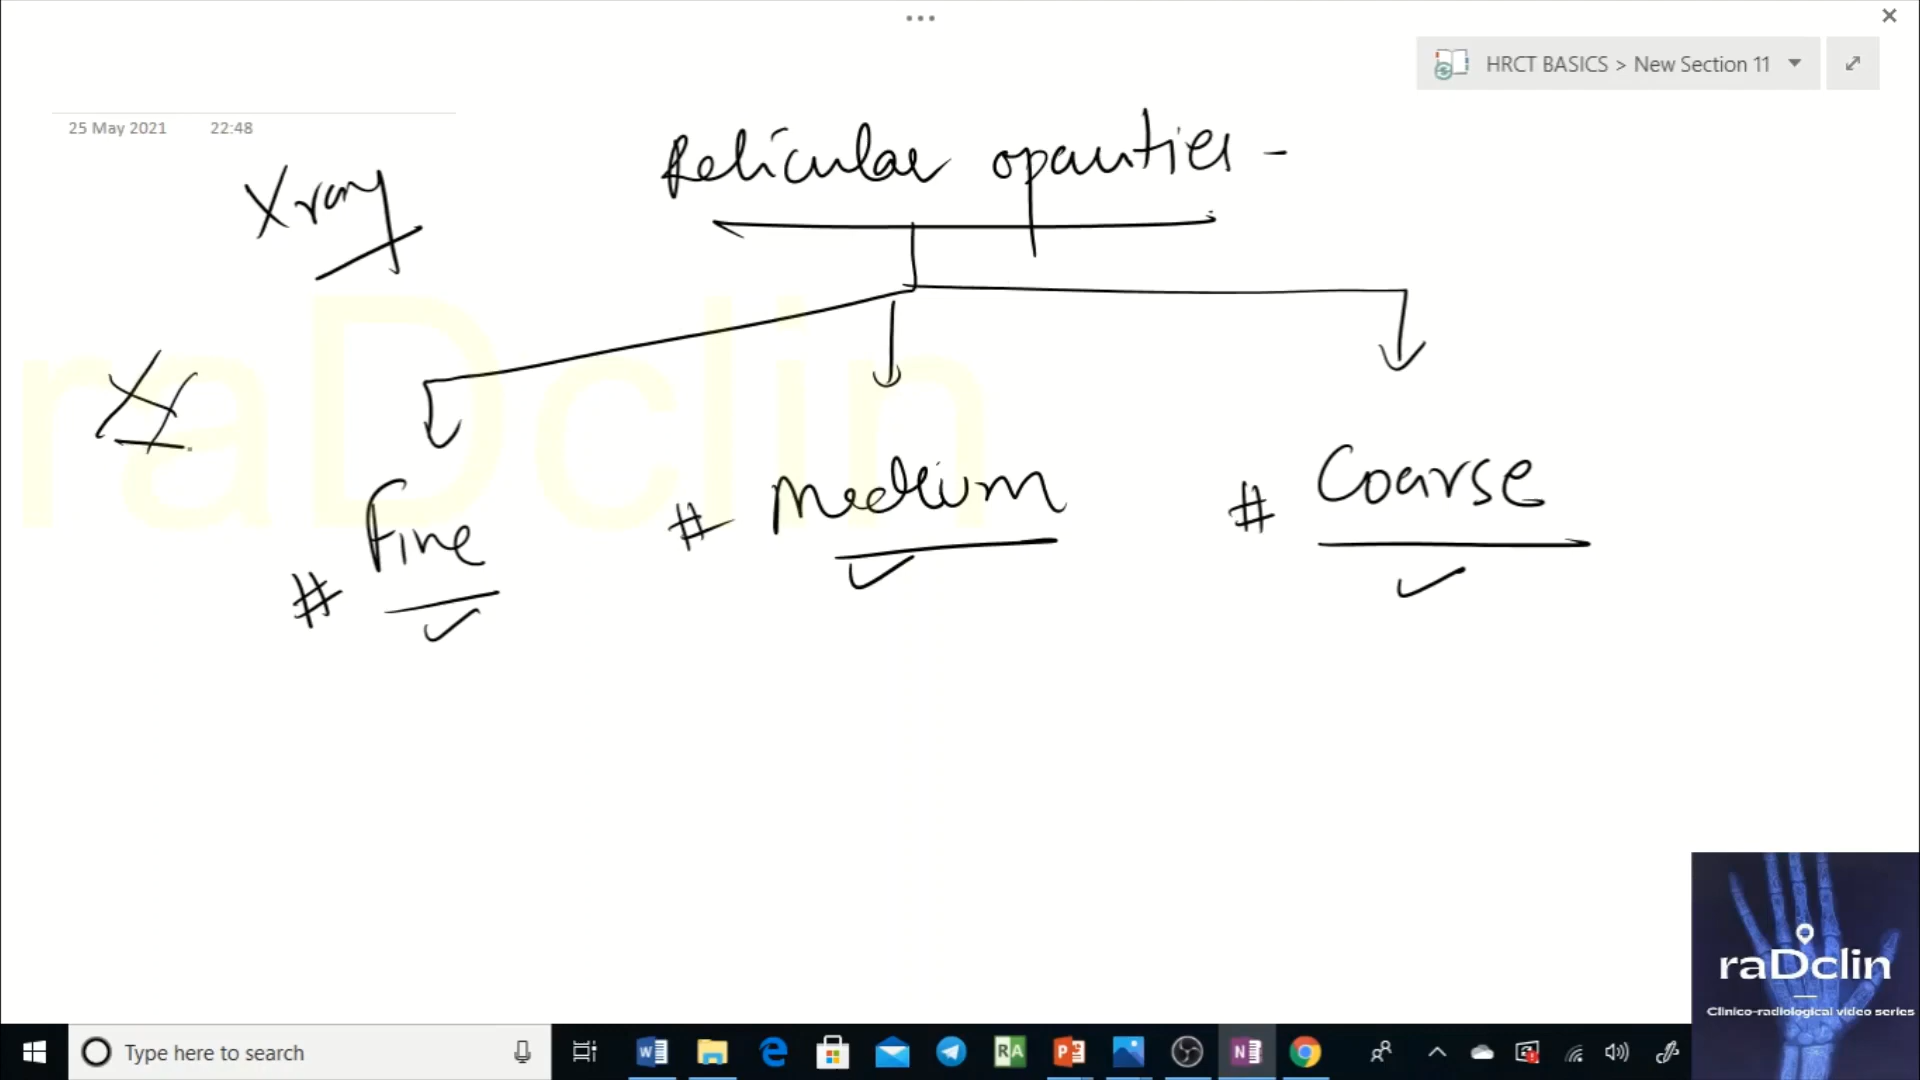 HRCT BASICS > New Section 11
25 May 2021 22:48
Reticular opacities -
Xray
raDclin
# Fine
# Medium
# Coarse
raDclin
Clinico-radiological video series
Type here to search